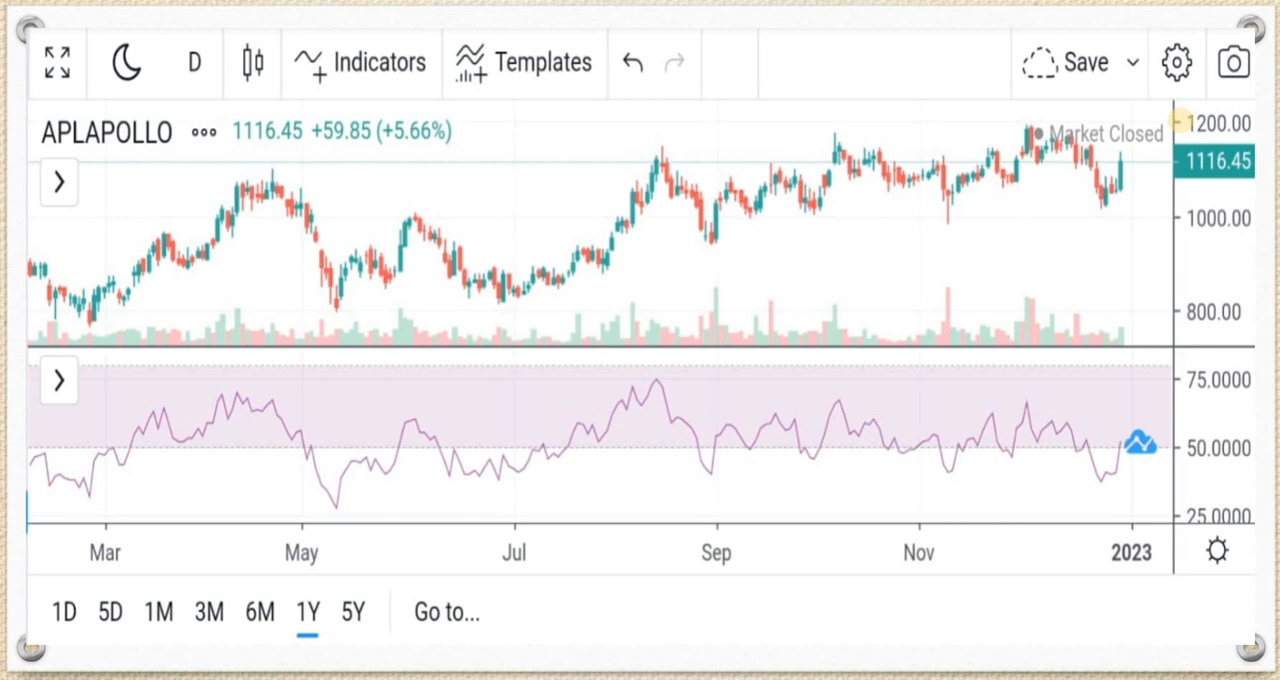 D Indicators Templates Save
APLAPOLLO 1116.45 +59.85 (+5.66%)
Market Closed
1200.00
1116.45
1000.00
800.00
75.0000
50.0000
25.0000
Mar May Jul Sep Nov 2023
1D 5D 1M 3M 6M 1Y 5Y Go to...